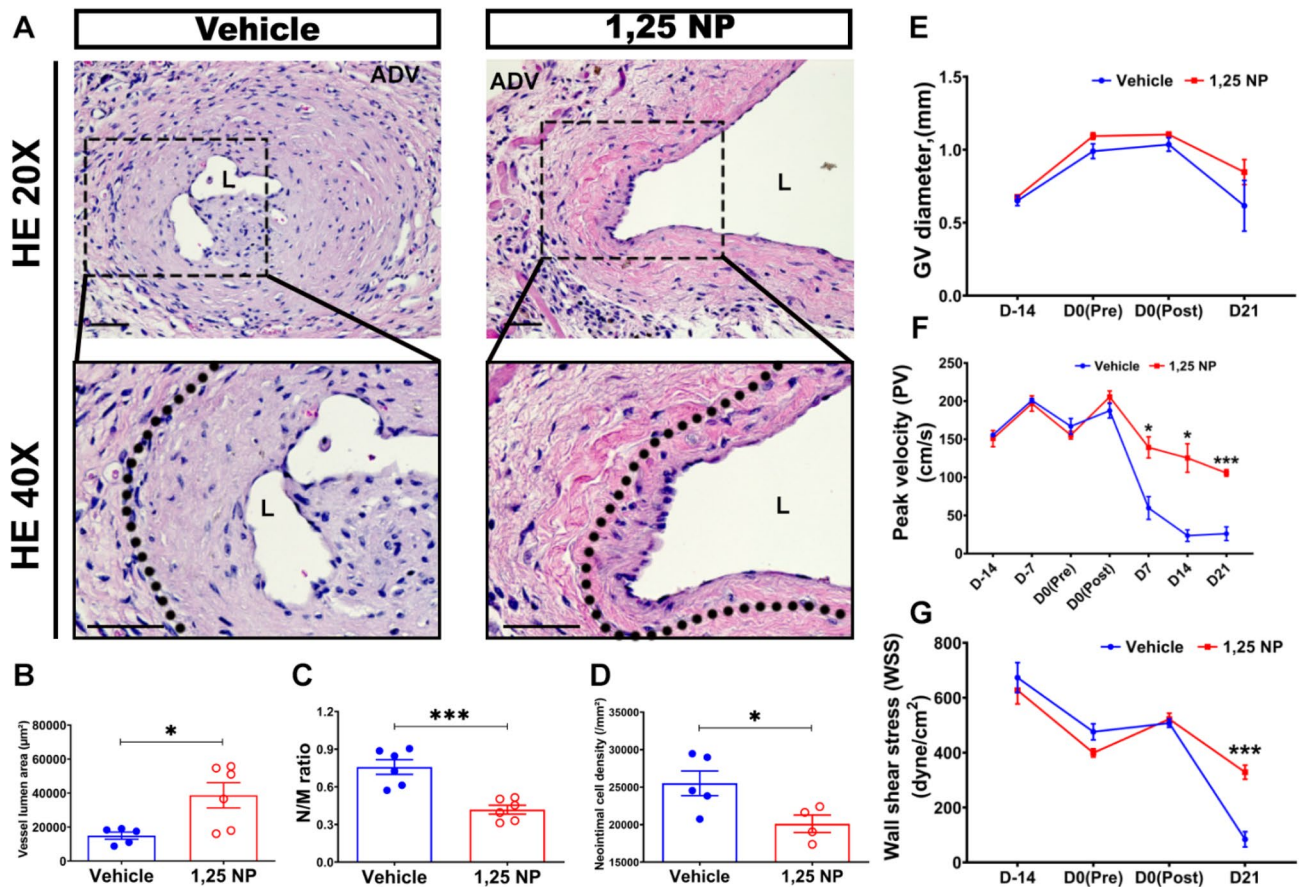 A
Vehicle
1,25 NP
HE 20X
ADV
L
ADV
L
HE 40X
L
L
B
Vessel lumen area (µm²)
80000
60000
40000
20000
0
*
Vehicle
1,25 NP
C
N/M ratio
1.2
0.9
0.6
0.3
0.0
***
Vehicle
1,25 NP
D
Neointimal cell density (/mm²)
35000
30000
25000
20000
15000
*
Vehicle
1,25 NP
E
GV diameter,(mm)
1.5
1.0
0.5
0.0
Vehicle
1,25 NP
D-14
D0(Pre)
D0(Post)
D21
F
Peak velocity (PV)
(cm/s)
250
200
150
100
50
0
Vehicle
1,25 NP
*
*
***
D-14
D-7
D0(Pre)
D0(Post)
D7
D14
D21
G
Wall shear stress (WSS)
(dyne/cm²)
800
600
400
200
0
Vehicle
1,25 NP
***
D-14
D0(Pre)
D0(Post)
D21